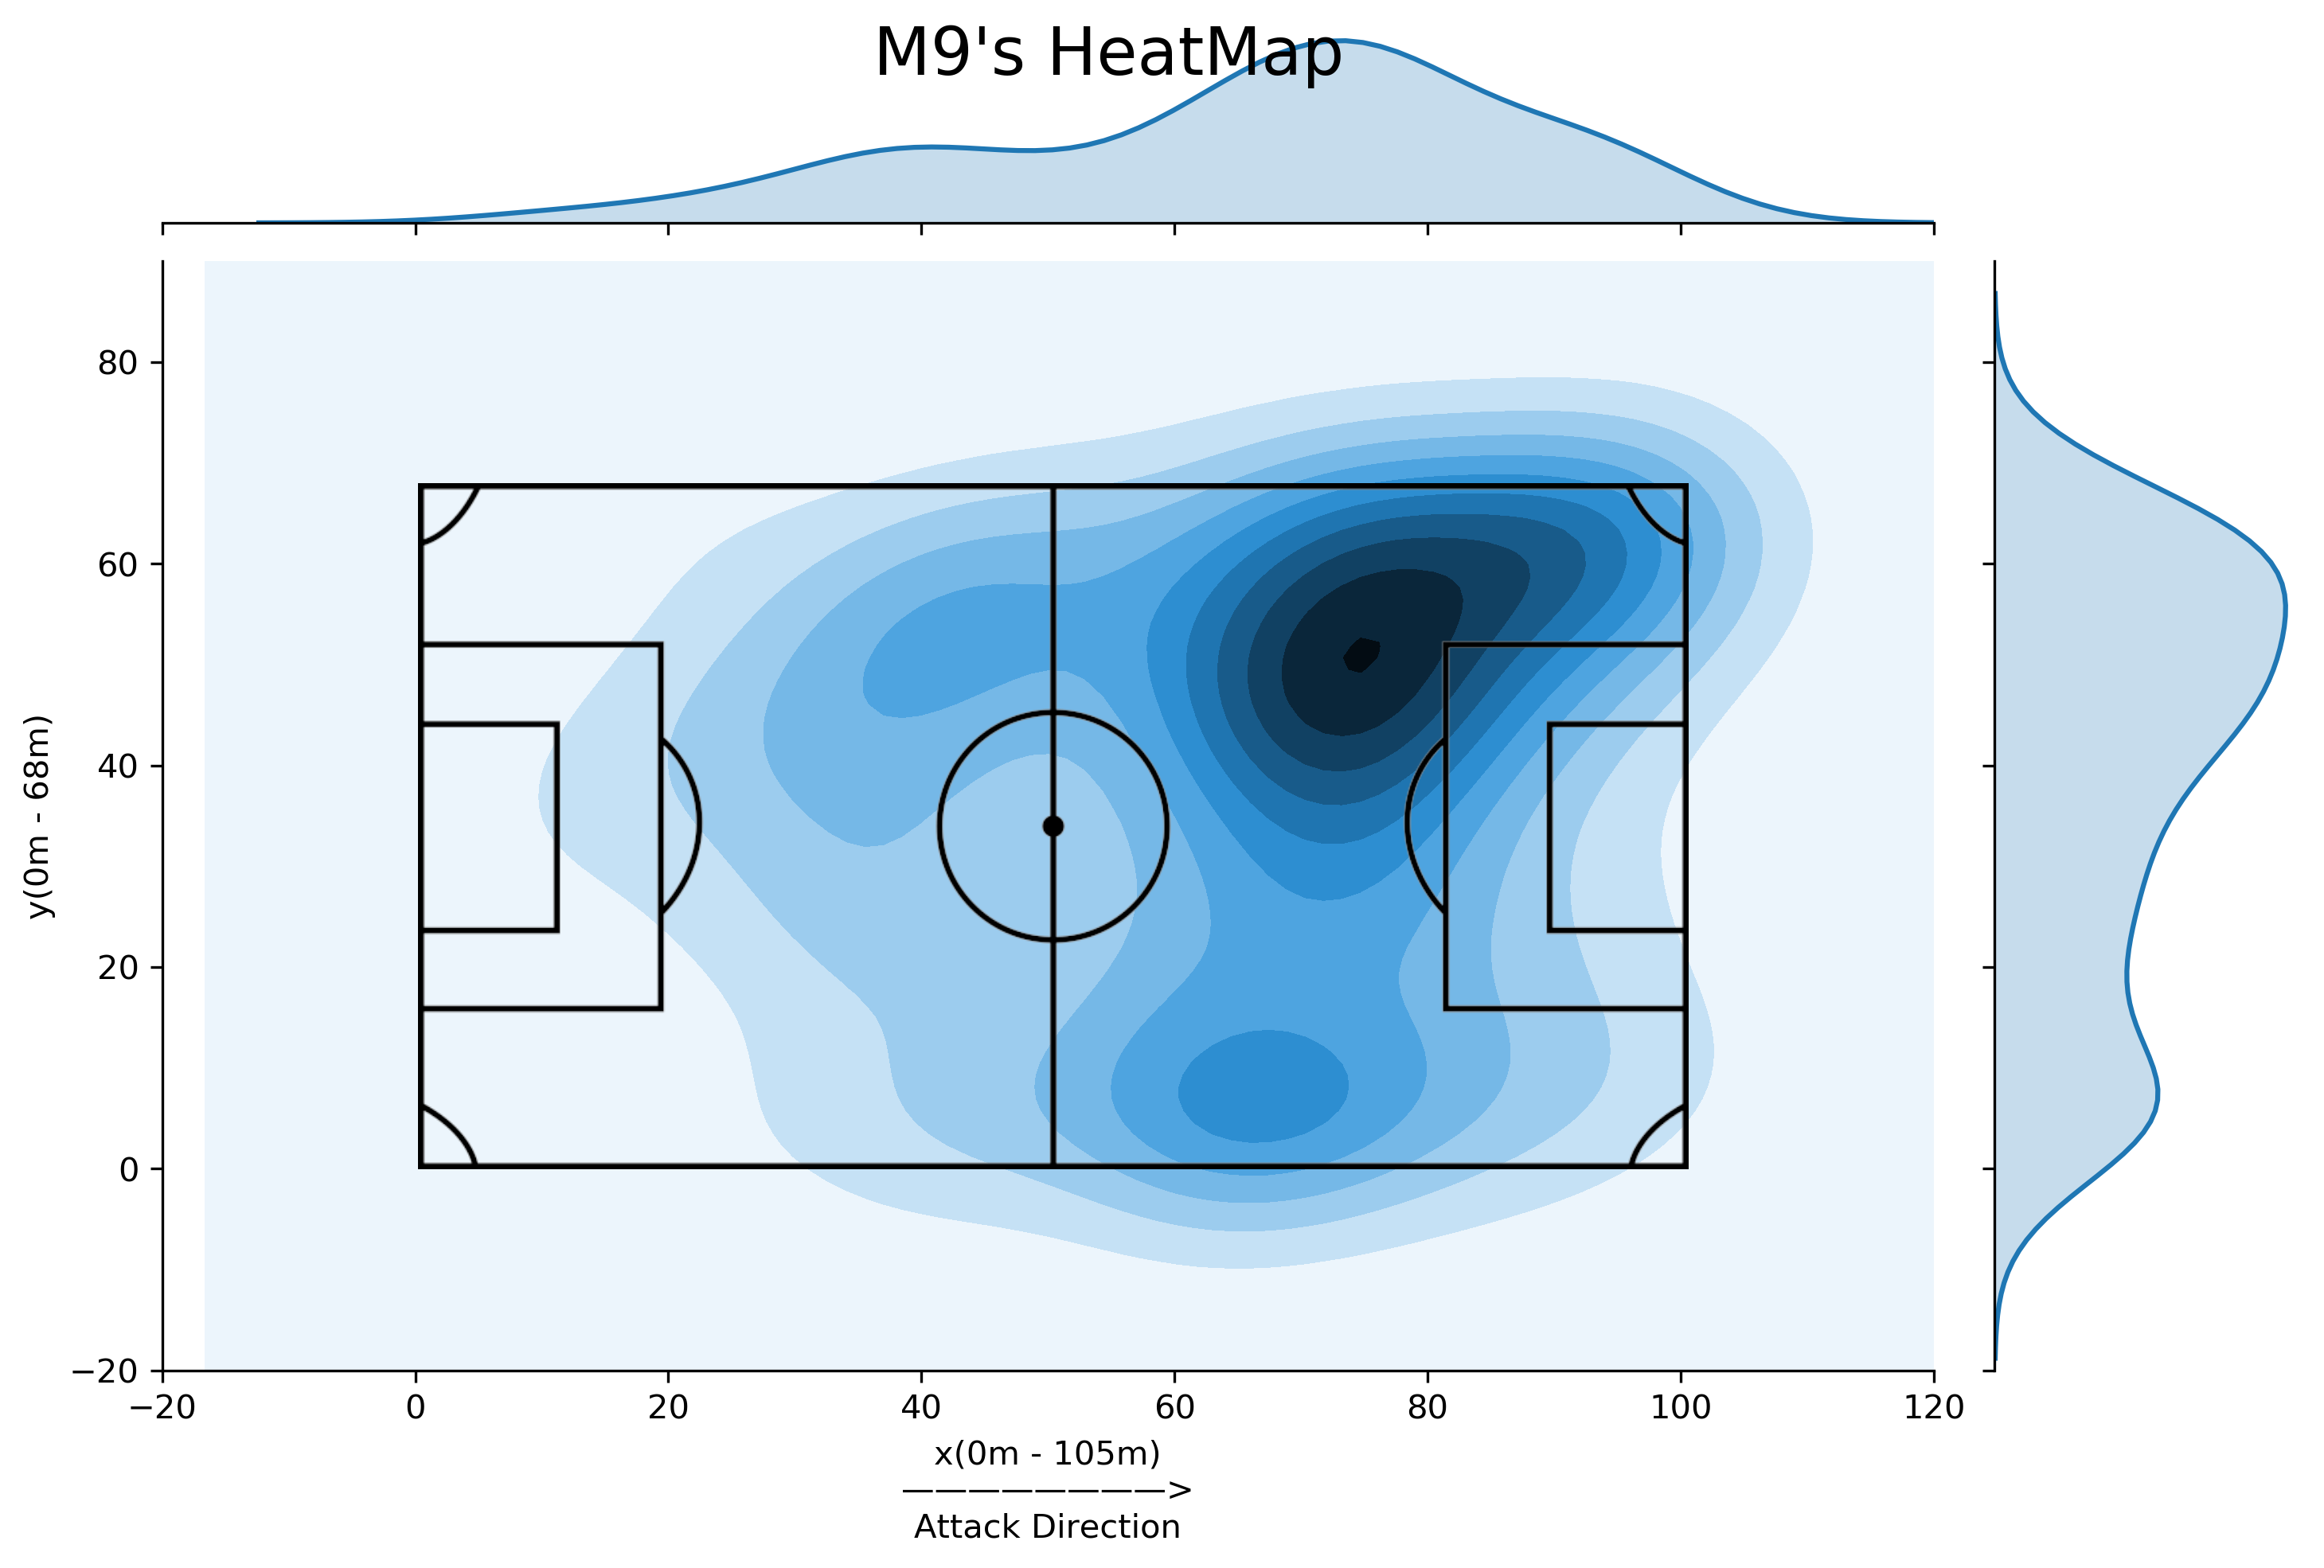 M9's HeatMap
80
60
40
20
0
−20
y(0m - 68m)
−20 0 20 40 60 80 100 120
x(0m - 105m)
————————>
Attack Direction